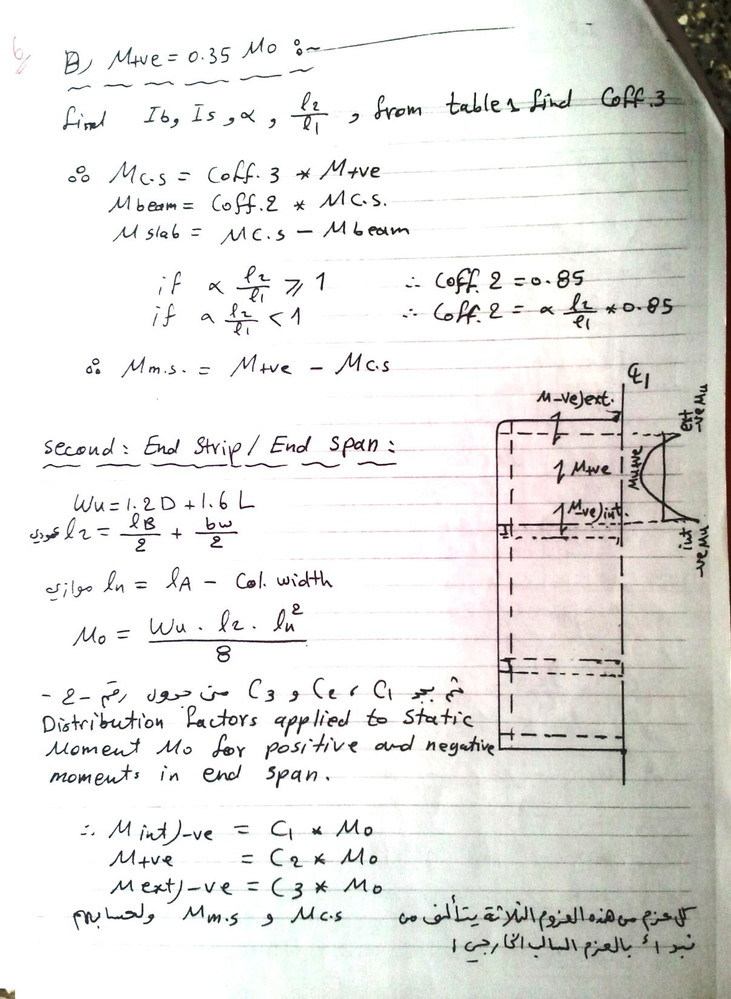 6/
B) M+ve = 0.35 Mo :~
find Ib, Is, α, l2/l1, from table 1 find Coff.3
∴ Mc.s = Coff. 3 * M+ve
M beam = Coff.2 * Mc.s.
M slab = Mc.s - M beam
if α l2/l1 ≥ 1 ∴ Coff. 2 = 0.85
if α l2/l1 < 1 ∴ Coff. 2 = α l2/l1 * 0.85
∴ Mm.s. = M+ve - Mc.s
second: End Strip / End Span:
Wu = 1.2 D + 1.6 L
عمودي l2 = lB/2 + bw/2
موازي ln = lA - Col. width
Mo = Wu . l2 . ln²/8
ثم نجد C1 ، C2 و C3 من جدول رقم -2-
Distribution factors applied to static
Moment Mo for positive and negative
moments in end span.
∴ M int)-ve = C1 * Mo
M+ve = C2 * Mo
M ext)-ve = C3 * Mo
كل عزم من هذه العزوم الثلاثة يتألف من Mc.s و Mm.s ولحسابهم
نبدأ بالعزم السالب الخارجي
℄1
M-ve)ext.
M+ve
M-ve)int.
ext -ve Mu
Mu+ve
int -ve Mu